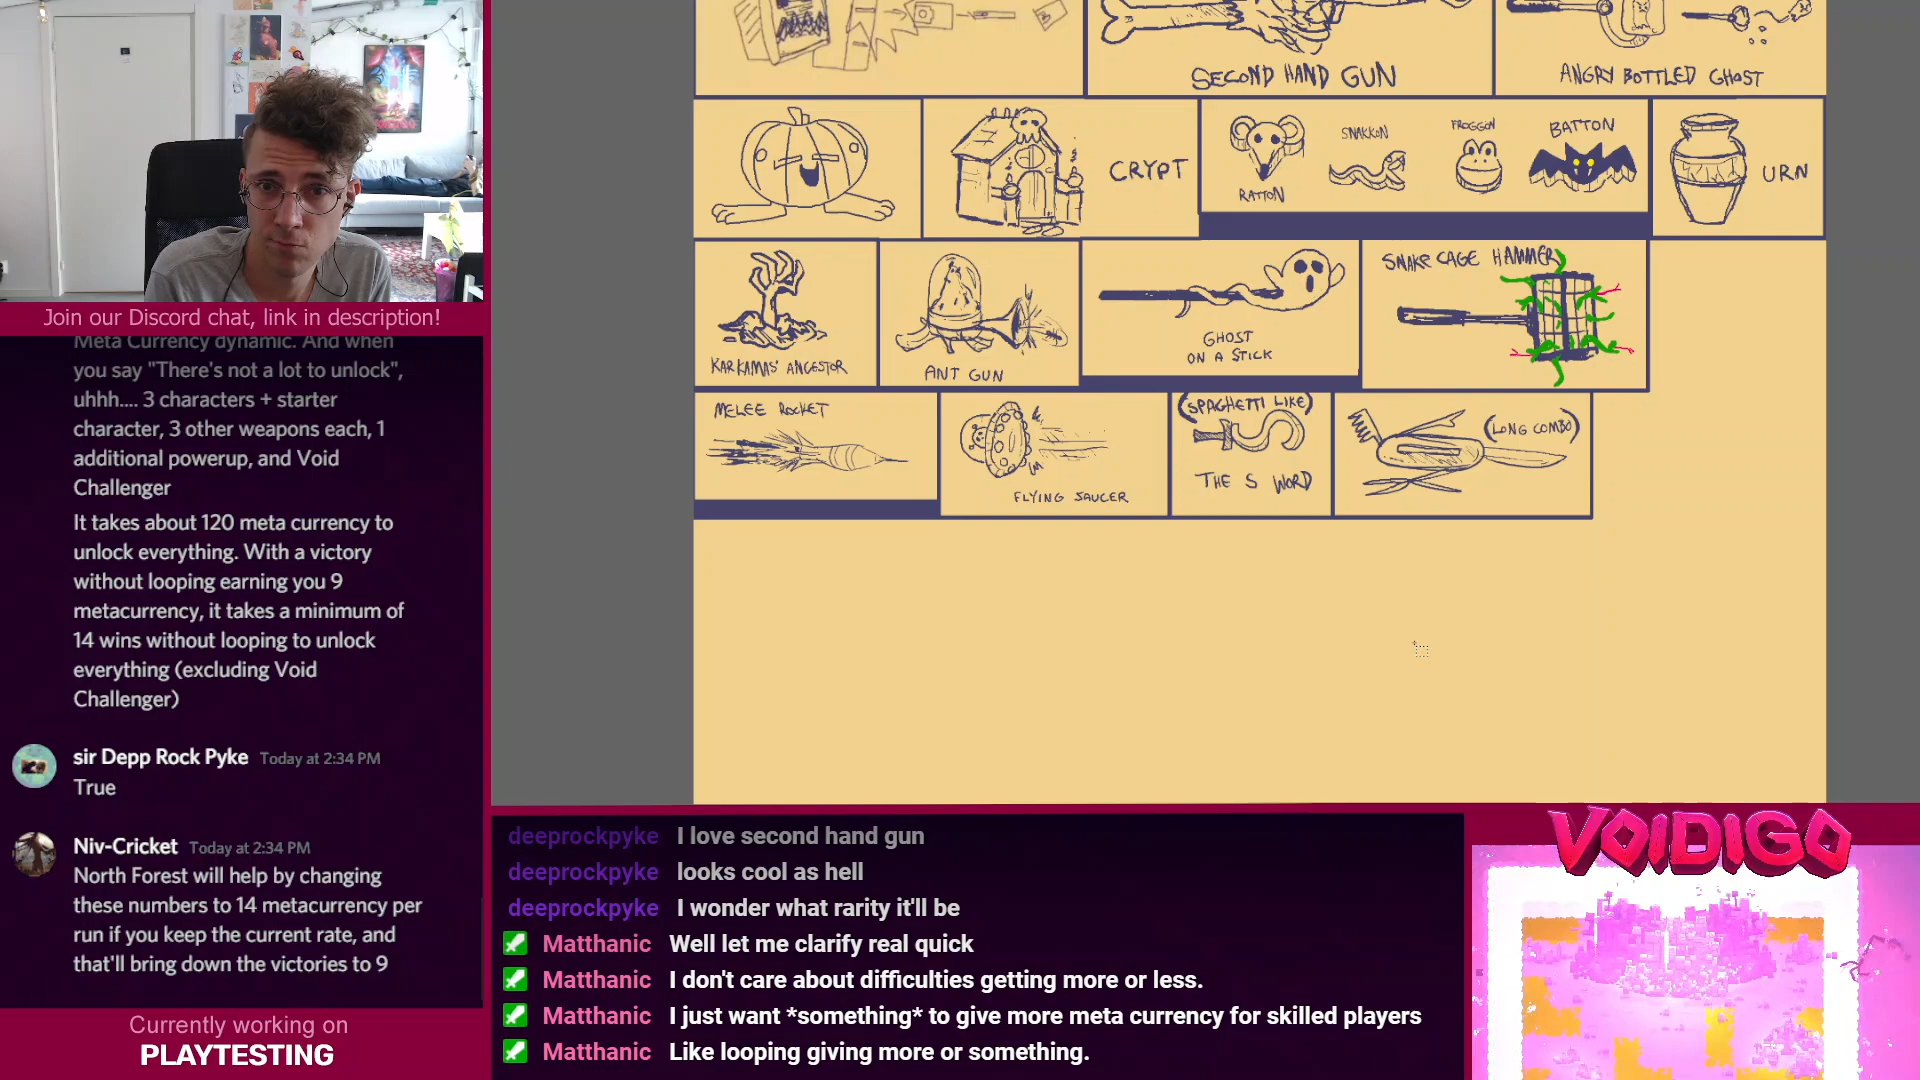 SECOND HAND GUN
ANGRY BOTTLED GHOST
CRYPT
RATTON
SNAKKON
FROGGON
BATTON
URN
KARKAMAS' ANCESTOR
ANT GUN
GHOST
ON A STICK
SNAKE CAGE HAMMER
MELEE ROCKET
FLYING SAUCER
(SPAGHETTI LIKE)
THE S WORD
(LONG COMBO)
Join our Discord chat, link in description!
Meta Currency dynamic. And when
you say "There's not a lot to unlock",
uhhh.... 3 characters + starter
character, 3 other weapons each, 1
additional powerup, and Void
Challenger
It takes about 120 meta currency to
unlock everything. With a victory
without looping earning you 9
metacurrency, it takes a minimum of
14 wins without looping to unlock
everything (excluding Void
Challenger)
sir Depp Rock Pyke Today at 2:34 PM
True
Niv-Cricket Today at 2:34 PM
North Forest will help by changing
these numbers to 14 metacurrency per
run if you keep the current rate, and
that'll bring down the victories to 9
Currently working on
PLAYTESTING
deeprockpyke I love second hand gun
deeprockpyke looks cool as hell
deeprockpyke I wonder what rarity it'll be
Matthanic Well let me clarify real quick
Matthanic I don't care about difficulties getting more or less.
Matthanic I just want *something* to give more meta currency for skilled players
Matthanic Like looping giving more or something.
VOIDIGO